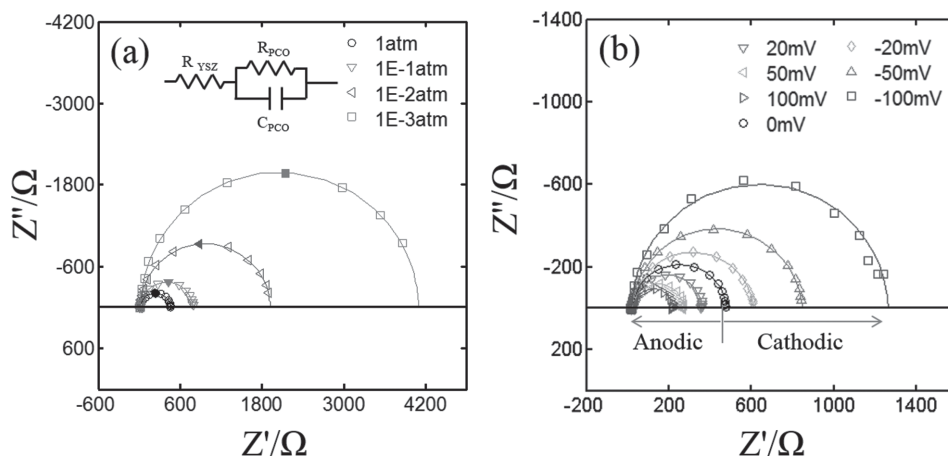 (a)
R YSZ
R PCO
C PCO
1atm
1E-1atm
1E-2atm
1E-3atm
-4200
-3000
-1800
-600
600
Z''/Ω
-600 600 1800 3000 4200
Z'/Ω
(b)
20mV
50mV
100mV
0mV
-20mV
-50mV
-100mV
-1400
-1000
-600
-200
200
Z''/Ω
Anodic Cathodic
-200 200 600 1000 1400
Z'/Ω